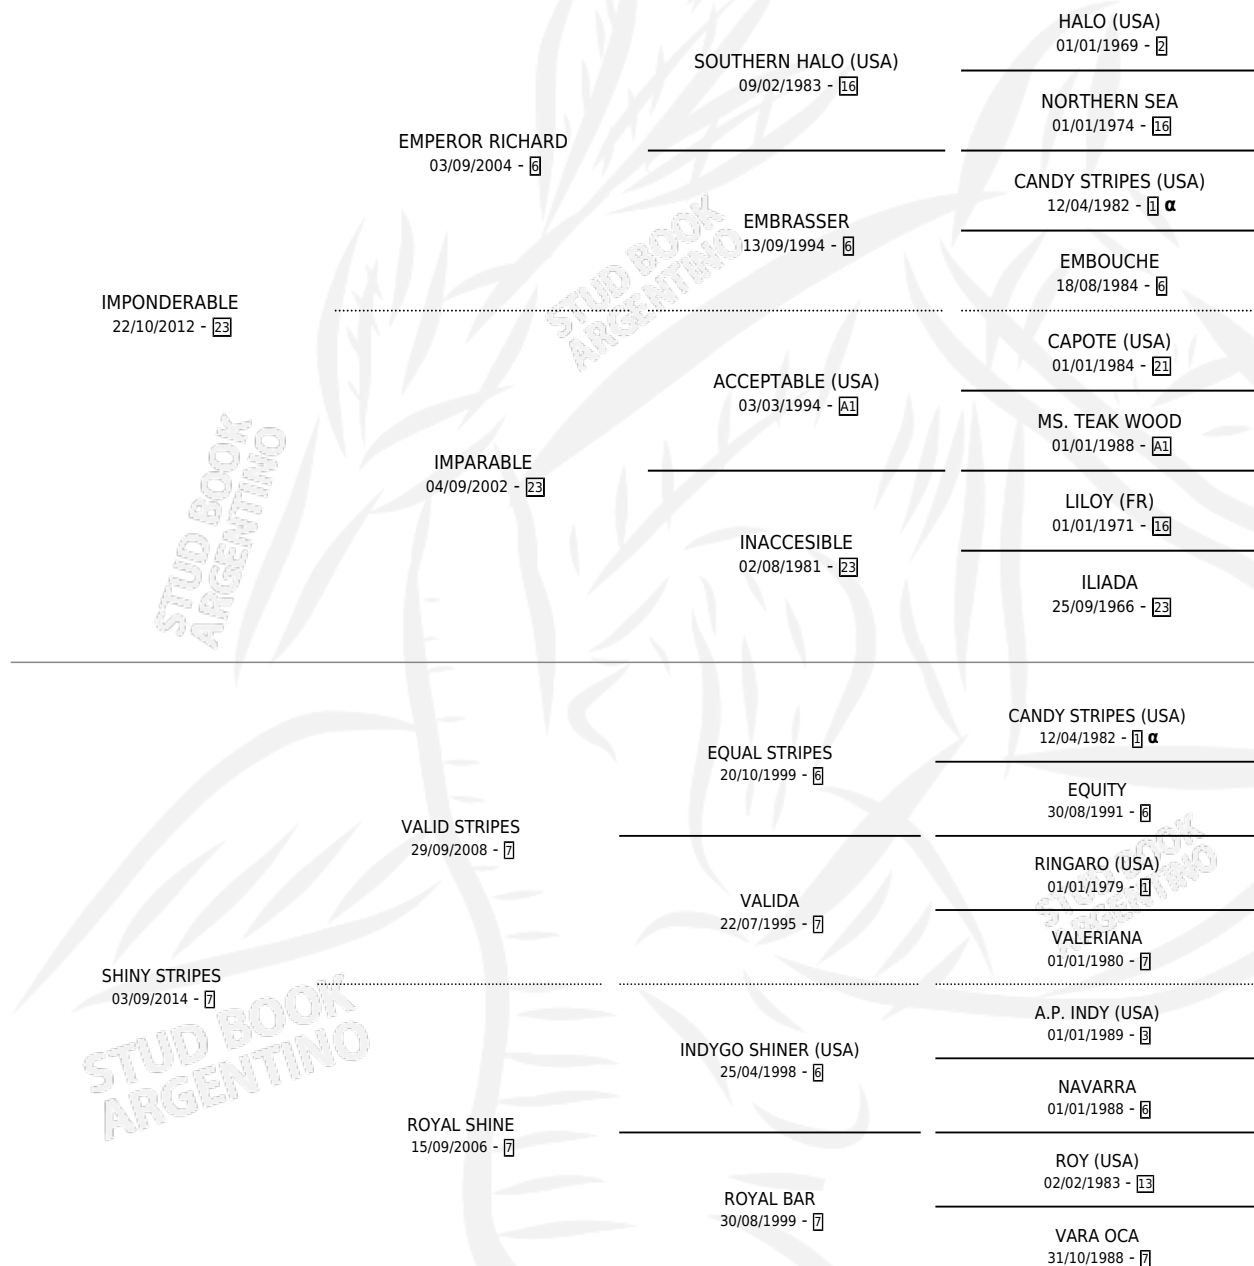 HALO (USA)
01/01/1969 - 2
SOUTHERN HALO (USA)
09/02/1983 - 16
NORTHERN SEA
01/01/1974 - 16
EMPEROR RICHARD
03/09/2004 - 6
CANDY STRIPES (USA)
12/04/1982 - 1 α
EMBRASSER
13/09/1994 - 6
EMBOUCHE
18/08/1984 - 6
IMPONDERABLE
22/10/2012 - 23
CAPOTE (USA)
01/01/1984 - 21
ACCEPTABLE (USA)
03/03/1994 - A1
MS. TEAK WOOD
01/01/1988 - A1
IMPARABLE
04/09/2002 - 23
LILOY (FR)
01/01/1971 - 16
INACCESIBLE
02/08/1981 - 23
ILIADA
25/09/1966 - 23
CANDY STRIPES (USA)
12/04/1982 - 1 α
EQUAL STRIPES
20/10/1999 - 6
EQUITY
30/08/1991 - 6
VALID STRIPES
29/09/2008 - 7
RINGARO (USA)
01/01/1979 - 1
VALIDA
22/07/1995 - 7
VALERIANA
01/01/1980 - 7
SHINY STRIPES
03/09/2014 - 7
A.P. INDY (USA)
01/01/1989 - 3
INDYGO SHINER (USA)
25/04/1998 - 6
NAVARRA
01/01/1988 - 6
ROYAL SHINE
15/09/2006 - 7
ROY (USA)
02/02/1983 - 13
ROYAL BAR
30/08/1999 - 7
VARA OCA
31/10/1988 - 7
STUD BOOK
ARGENTINO
STUD BOOK
ARGENTINO
STUD BOOK
ARGENTINO
STUD BOOK
ARGENTINO